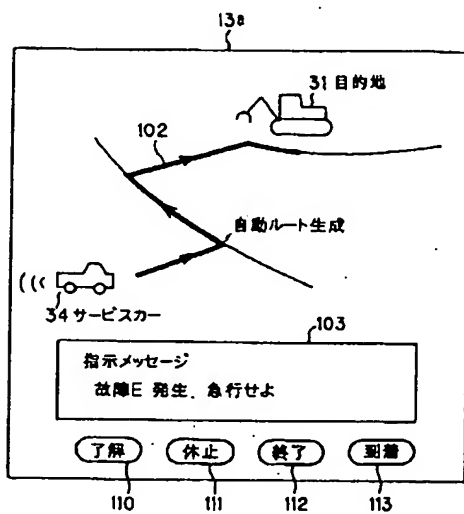 13a
31 目的地
102
自動ルート生成
34 サービスカー
103
指示メッセージ
故障E 発生、急行せよ
了解 休止 終了 到着
110 111 112 113